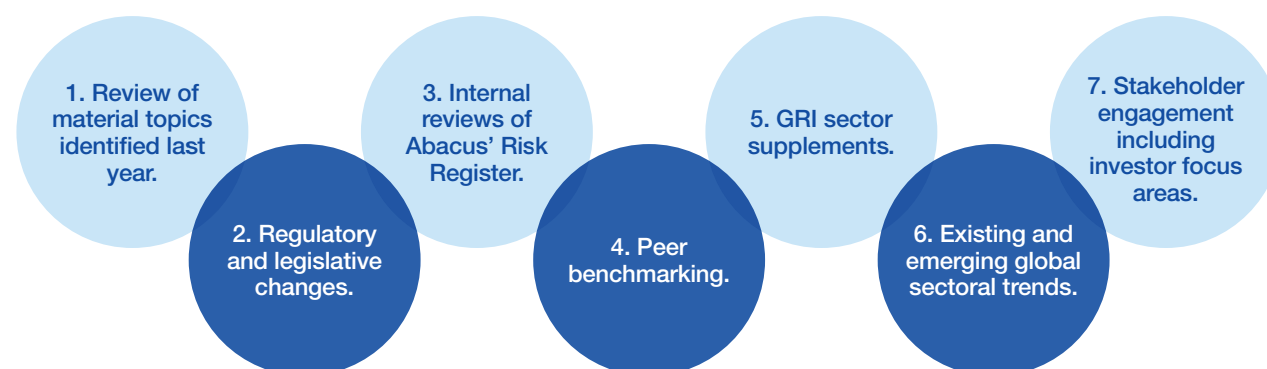 1. Review of
material topics
identified last
year.
2. Regulatory
and legislative
changes.
3. Internal
reviews of
Abacus’ Risk
Register.
4. Peer
benchmarking.
5. GRI sector
supplements.
6. Existing and
emerging global
sectoral trends.
7. Stakeholder
engagement
including
investor focus
areas.